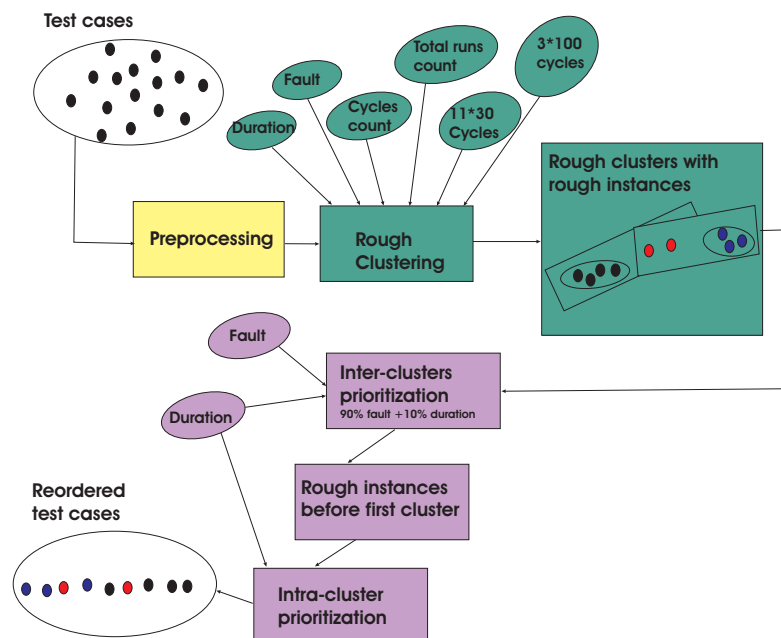 Test cases
Total runs
count
3*100
cycles
Fault
Cycles
count
11*30
Cycles
Duration
Preprocessing
Rough
Clustering
Rough clusters with
rough instances
Fault
Duration
Inter-clusters
prioritization
90% fault +10% duration
Rough instances
before first cluster
Reordered
test cases
Intra-cluster
prioritization